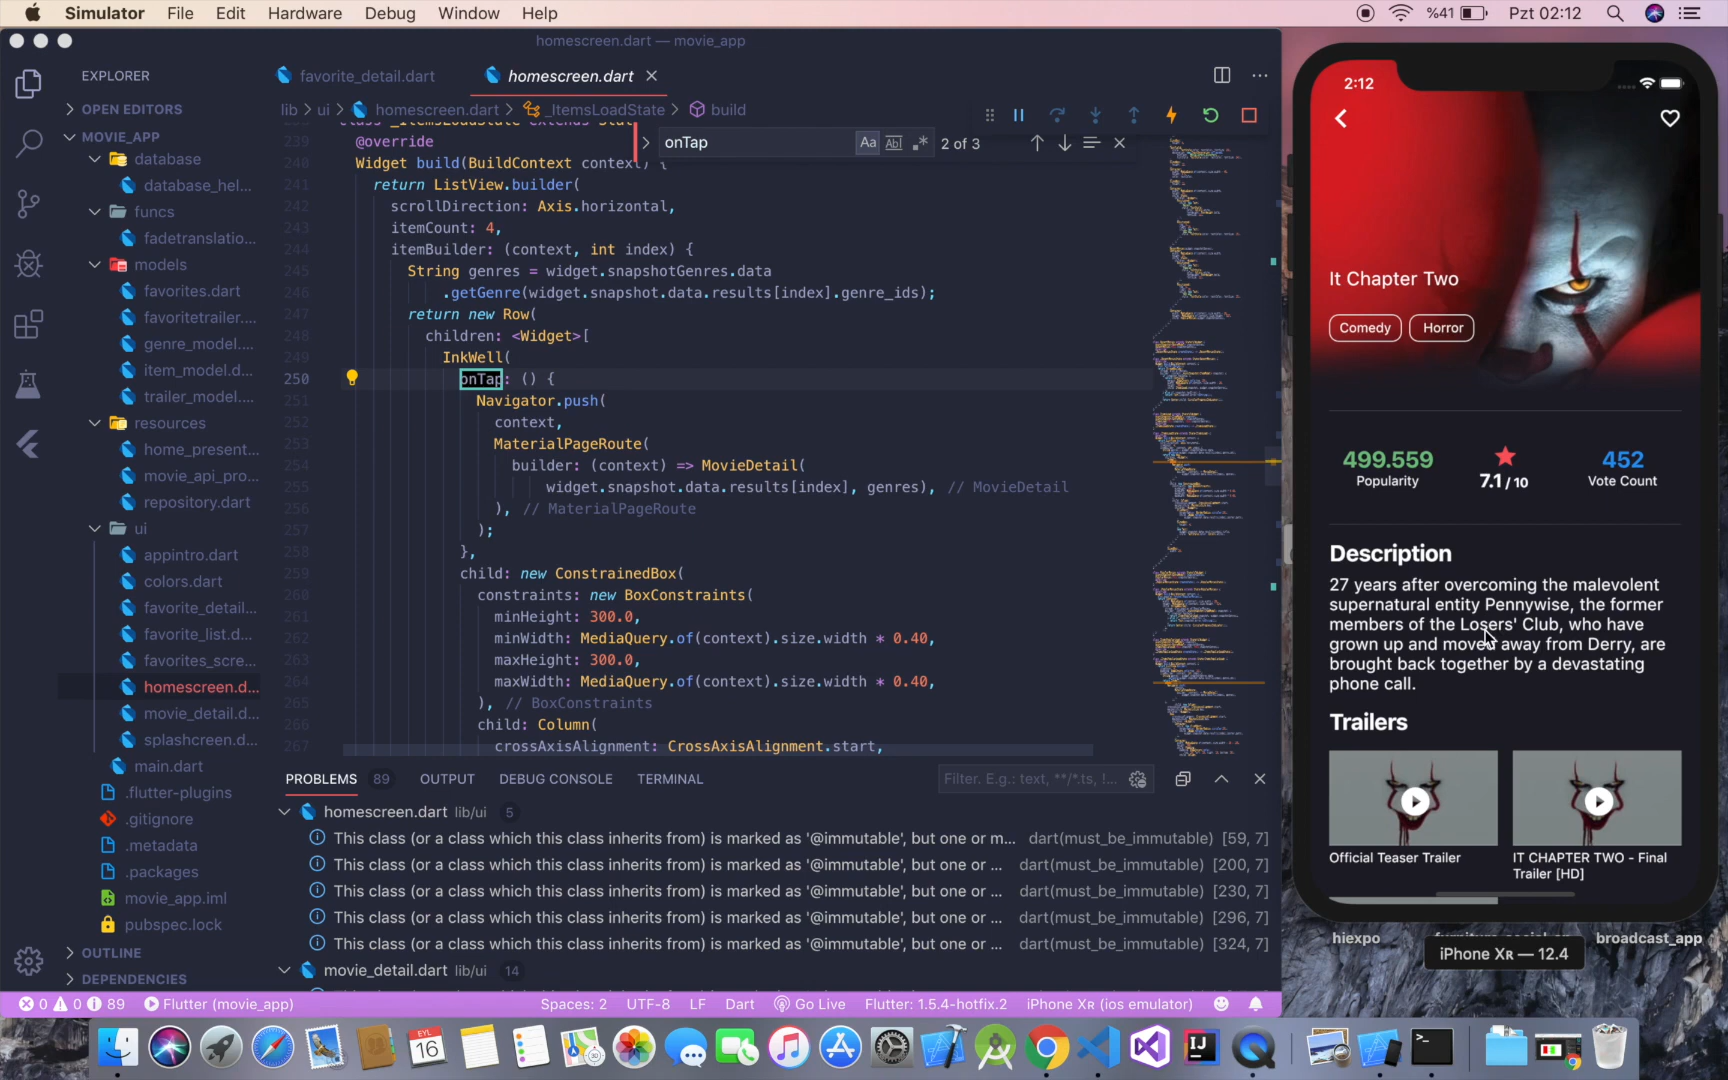 Simulator File Edit Hardware Debug Window Help
%41 Pzt 02:12
homescreen.dart — movie_app
EXPLORER
OPEN EDITORS
MOVIE_APP
database
database_hel...
funcs
fadetranslatio...
models
favorites.dart
favoritetrailer....
genre_model....
item_model.d...
trailer_model....
resources
home_present...
movie_api_pro...
repository.dart
ui
appintro.dart
colors.dart
favorite_detail...
favorite_list.d...
favorites_scre...
homescreen.d...
movie_detail.d...
splashcreen.d...
main.dart
.flutter-plugins
.gitignore
.metadata
.packages
movie_app.iml
pubspec.lock
OUTLINE
DEPENDENCIES
favorite_detail.dart
homescreen.dart
lib > ui > homescreen.dart > _ItemsLoadState > build
onTap
Aa Abl .* 2 of 3
239 @override
240 Widget build(BuildContext context) {
241 return ListView.builder(
242 scrollDirection: Axis.horizontal,
243 itemCount: 4,
244 itemBuilder: (context, int index) {
245 String genres = widget.snapshotGenres.data
246 .getGenre(widget.snapshot.data.results[index].genre_ids);
247 return new Row(
248 children: <Widget>[
249 InkWell(
250 onTap: () {
251 Navigator.push(
252 context,
253 MaterialPageRoute(
254 builder: (context) => MovieDetail(
255 widget.snapshot.data.results[index], genres), // MovieDetail
256 ), // MaterialPageRoute
257 );
258 },
259 child: new ConstrainedBox(
260 constraints: new BoxConstraints(
261 minHeight: 300.0,
262 minWidth: MediaQuery.of(context).size.width * 0.40,
263 maxHeight: 300.0,
264 maxWidth: MediaQuery.of(context).size.width * 0.40,
265 ), // BoxConstraints
266 child: Column(
267 crossAxisAlignment: CrossAxisAlignment.start,
PROBLEMS 89 OUTPUT DEBUG CONSOLE TERMINAL
Filter. E.g.: text, **/*.ts, !...
homescreen.dart lib/ui 5
This class (or a class which this class inherits from) is marked as '@immutable', but one or m... dart(must_be_immutable) [59, 7]
This class (or a class which this class inherits from) is marked as '@immutable', but one or ... dart(must_be_immutable) [200, 7]
This class (or a class which this class inherits from) is marked as '@immutable', but one or ... dart(must_be_immutable) [230, 7]
This class (or a class which this class inherits from) is marked as '@immutable', but one or ... dart(must_be_immutable) [296, 7]
This class (or a class which this class inherits from) is marked as '@immutable', but one or ... dart(must_be_immutable) [324, 7]
movie_detail.dart lib/ui 14
0 0 89 Flutter (movie_app)
Spaces: 2 UTF-8 LF Dart Go Live Flutter: 1.5.4-hotfix.2 iPhone XR (ios emulator)
2:12
It Chapter Two
Comedy Horror
499.559
Popularity
7.1 / 10
452
Vote Count
Description
27 years after overcoming the malevolent
supernatural entity Pennywise, the former
members of the Losers' Club, who have
grown up and moved away from Derry, are
brought back together by a devastating
phone call.
Trailers
Official Teaser Trailer
IT CHAPTER TWO - Final
Trailer [HD]
hiexpo
broadcast_app
iPhone XR — 12.4
EYL
16
IJ